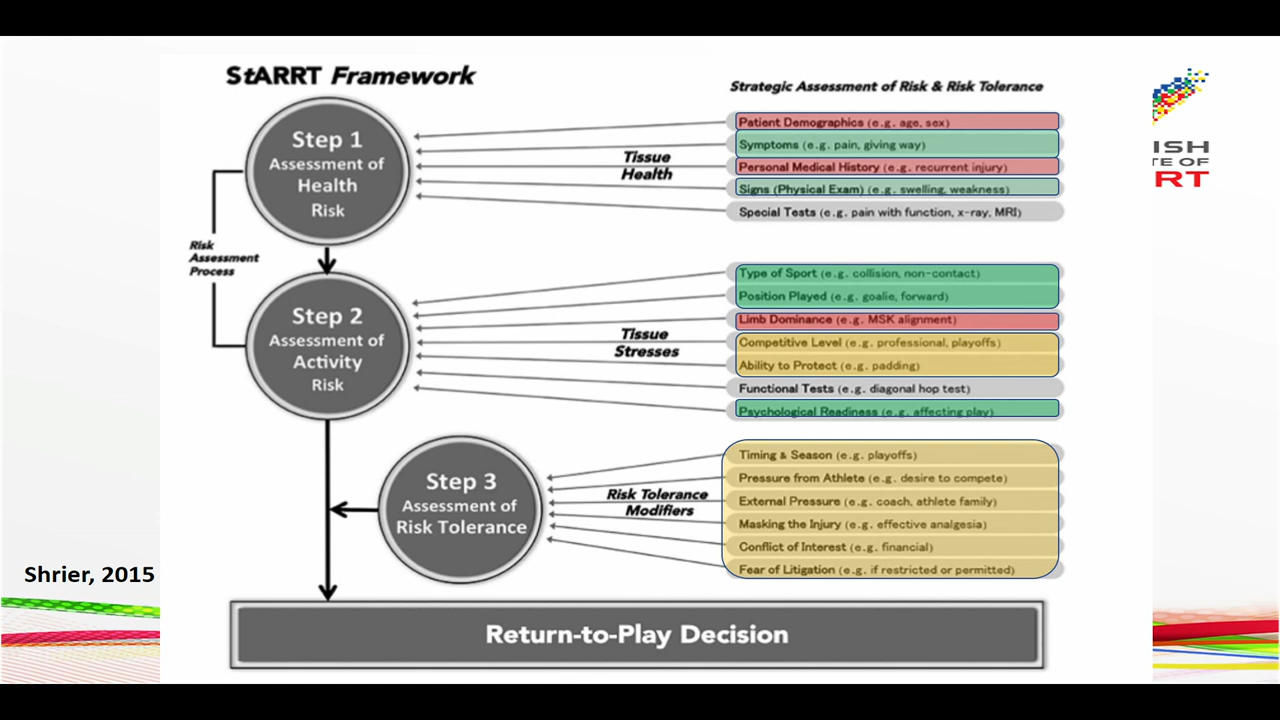 StARRT Framework
Strategic Assessment of Risk & Risk Tolerance
Step 1
Assessment of
Health
Risk
Tissue
Health
Patient Demographics (e.g. age, sex)
Symptoms (e.g. pain, giving way)
Personal Medical History (e.g. recurrent injury)
Signs (Physical Exam) (e.g. swelling, weakness)
Special Tests (e.g. pain with function, x-ray, MRI)
ISH
TE OF
RT
Risk
Assessment
Process
Step 2
Assessment of
Activity
Risk
Tissue
Stresses
Type of Sport (e.g. collision, non-contact)
Position Played (e.g. goalie, forward)
Limb Dominance (e.g. MSK alignment)
Competitive Level (e.g. professional, playoffs)
Ability to Protect (e.g. padding)
Functional Tests (e.g. diagonal hop test)
Psychological Readiness (e.g. affecting play)
Step 3
Assessment of
Risk Tolerance
Risk Tolerance
Modifiers
Timing & Season (e.g. playoffs)
Pressure from Athlete (e.g. desire to compete)
External Pressure (e.g. coach, athlete family)
Masking the Injury (e.g. effective analgesia)
Conflict of Interest (e.g. financial)
Fear of Litigation (e.g. if restricted or permitted)
Shrier, 2015
Return-to-Play Decision